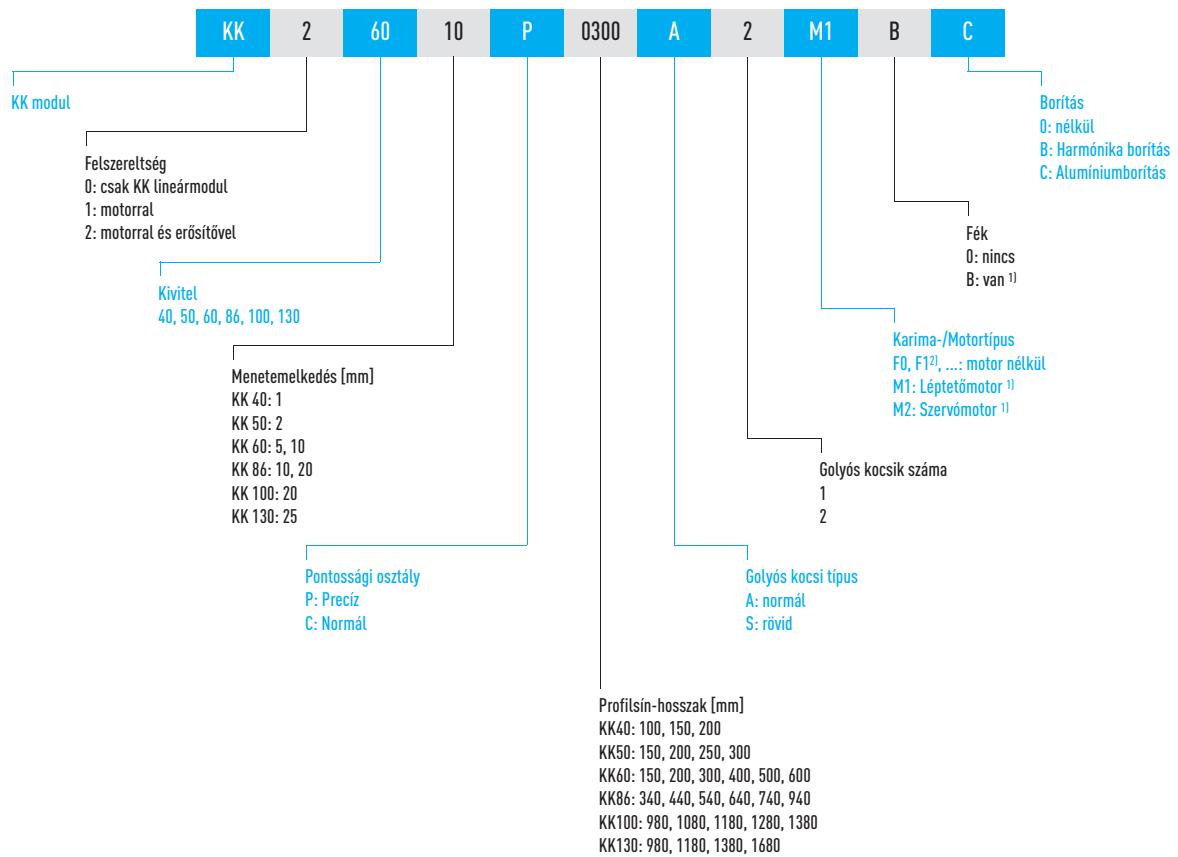 KK 2 60 10 P 0300 A 2 M1 B C
KK modul
Felszereltség
0: csak KK lineármodul
1: motorral
2: motorral és erősítővel
Kivitel
40, 50, 60, 86, 100, 130
Menetemelkedés [mm]
KK 40: 1
KK 50: 2
KK 60: 5, 10
KK 86: 10, 20
KK 100: 20
KK 130: 25
Pontossági osztály
P: Precíz
C: Normál
Profilsín-hosszak [mm]
KK40: 100, 150, 200
KK50: 150, 200, 250, 300
KK60: 150, 200, 300, 400, 500, 600
KK86: 340, 440, 540, 640, 740, 940
KK100: 980, 1080, 1180, 1280, 1380
KK130: 980, 1180, 1380, 1680
Golyós kocsi típus
A: normál
S: rövid
Golyós kocsik száma
1
2
Karima-/Motortípus
F0, F1²⁾, ...: motor nélkül
M1: Léptetőmotor ¹⁾
M2: Szervómotor ¹⁾
Fék
0: nincs
B: van ¹⁾
Borítás
0: nélkül
B: Harmónika borítás
C: Alumíniumborítás